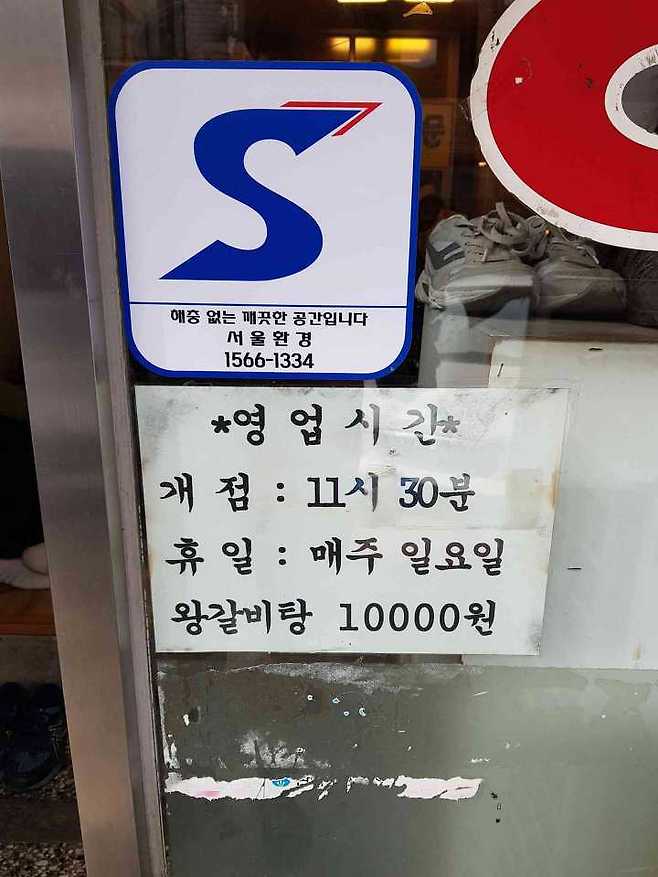 S
해충 없는 깨끗한 공간입니다
서울환경
1566-1334
*영업시간*
개점 : 11시 30분
휴일 : 매주 일요일
왕갈비탕 10000원